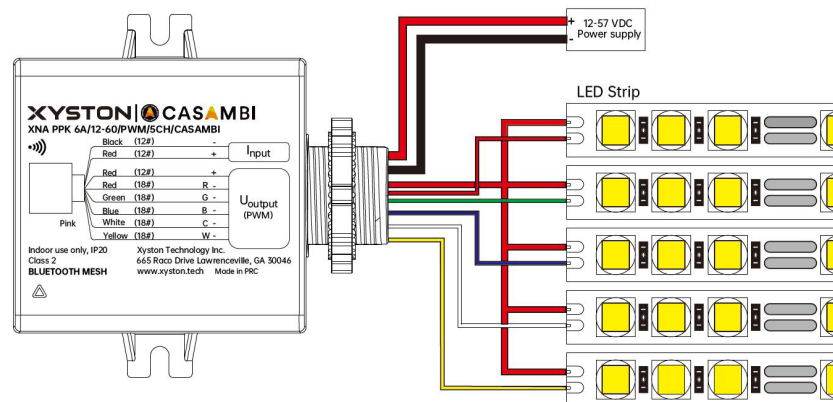 + 12-57 VDC
- Power supply
LED Strip
XYSTON | CASAMBI
XNA PPK 6A/12-60/PWM/5CH/CASAMBI
Black (12#) -
Red (12#) +
Input
Red (12#) +
Red (18#) R -
Green (18#) G -
Blue (18#) B -
White (18#) C -
Yellow (18#) W -
Uoutput
(PWM)
Pink
Indoor use only, IP20
Class 2
BLUETOOTH MESH
Xyston Technology Inc.
665 Raco Drive Lawrenceville, GA 30046
www.xyston.tech Made in PRC